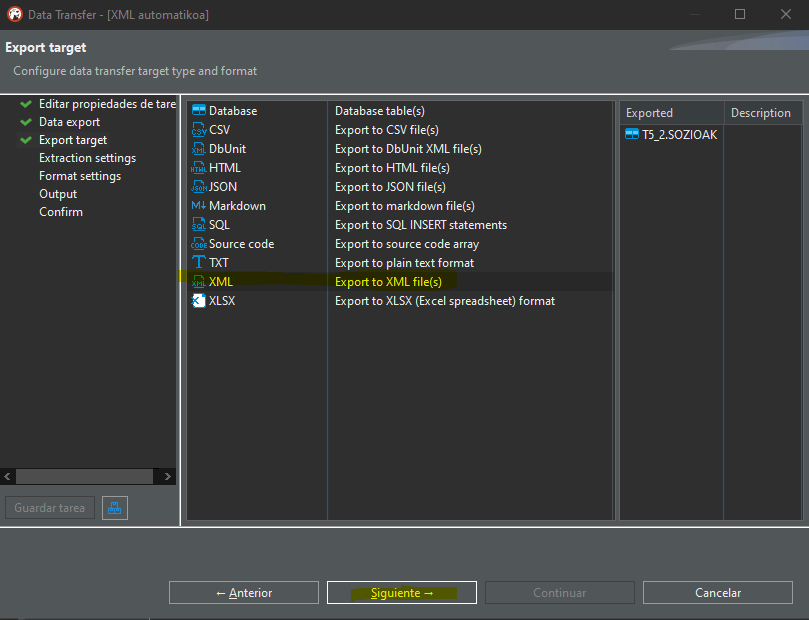 Data Transfer - [XML automatikoa]
Export target
Configure data transfer target type and format
Editar propiedades de tare
Data export
Export target
Extraction settings
Format settings
Output
Confirm
Database Database table(s)
CSV Export to CSV file(s)
DbUnit Export to DbUnit XML file(s)
HTML Export to HTML file(s)
JSON Export to JSON file(s)
Markdown Export to markdown file(s)
SQL Export to SQL INSERT statements
Source code Export to source code array
TXT Export to plain text format
XML Export to XML file(s)
XLSX Export to XLSX (Excel spreadsheet) format
Exported Description
T5_2.SOZIOAK
Guardar tarea
← Anterior Siguiente → Continuar Cancelar